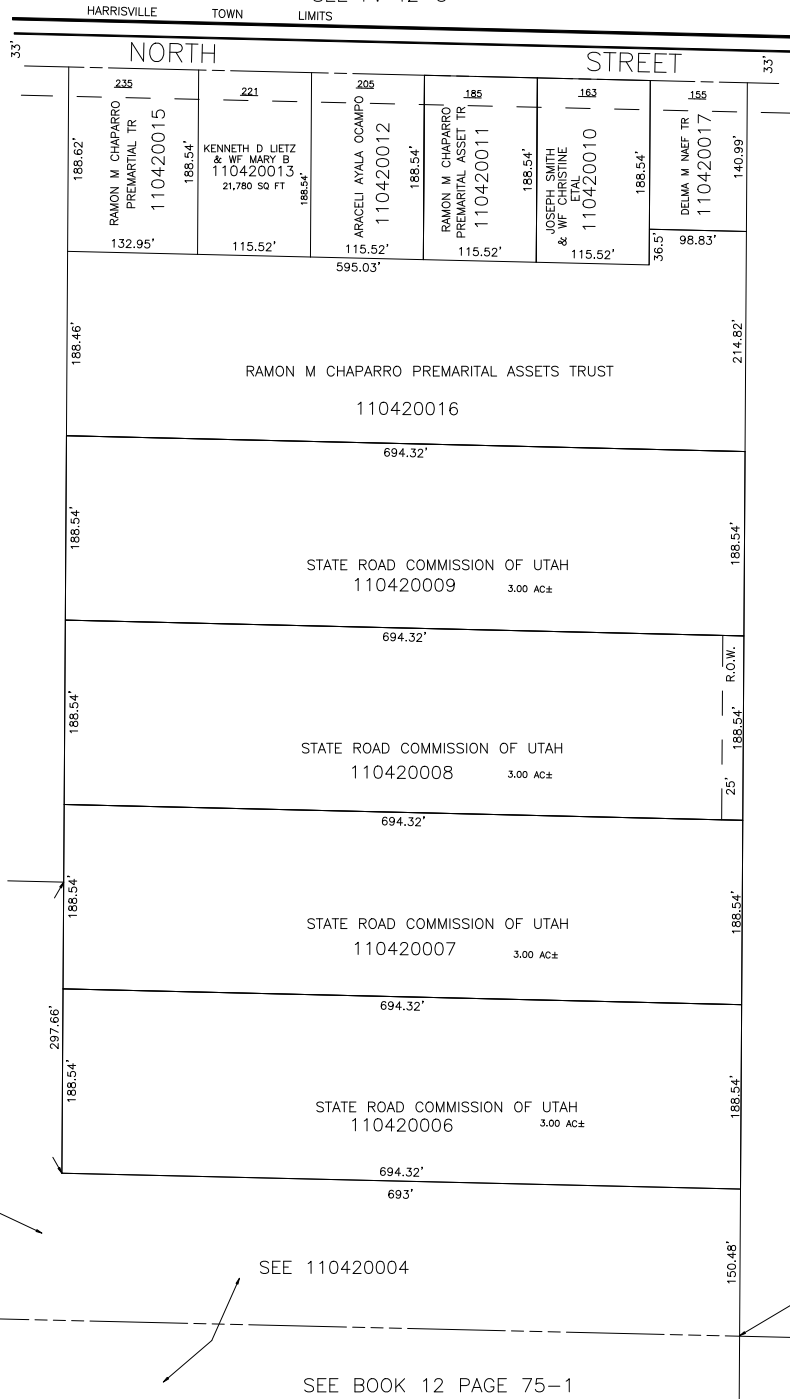 HARRISVILLE TOWN LIMITS
33'
NORTH STREET
33'
235
221
205
185
163
155
188.62'
RAMON M CHAPARRO
PREMARTIAL TR
110420015
188.54'
KENNETH D LIETZ
& WF MARY B
110420013
21,780 SQ FT
188.54'
ARACELI AYALA OCAMPO
110420012
188.54'
RAMON M CHAPARRO
PREMARITAL ASSET TR
110420011
188.54'
JOSEPH SMITH
& WF CHRISTINE
ETAL
110420010
188.54'
DELMA M NAEF TR
110420017
140.99'
132.95'
115.52'
115.52'
115.52'
115.52'
36.5'
98.83'
595.03'
188.46'
214.82'
RAMON M CHAPARRO PREMARITAL ASSETS TRUST
110420016
694.32'
188.54'
188.54'
STATE ROAD COMMISSION OF UTAH
110420009 3.00 AC±
694.32'
R.O.W.
188.54'
188.54'
STATE ROAD COMMISSION OF UTAH
110420008 3.00 AC±
25'
694.32'
188.54'
188.54'
STATE ROAD COMMISSION OF UTAH
110420007 3.00 AC±
694.32'
297.66'
188.54'
188.54'
STATE ROAD COMMISSION OF UTAH
110420006 3.00 AC±
694.32'
693'
SEE 110420004
150.48'
SEE BOOK 12 PAGE 75-1